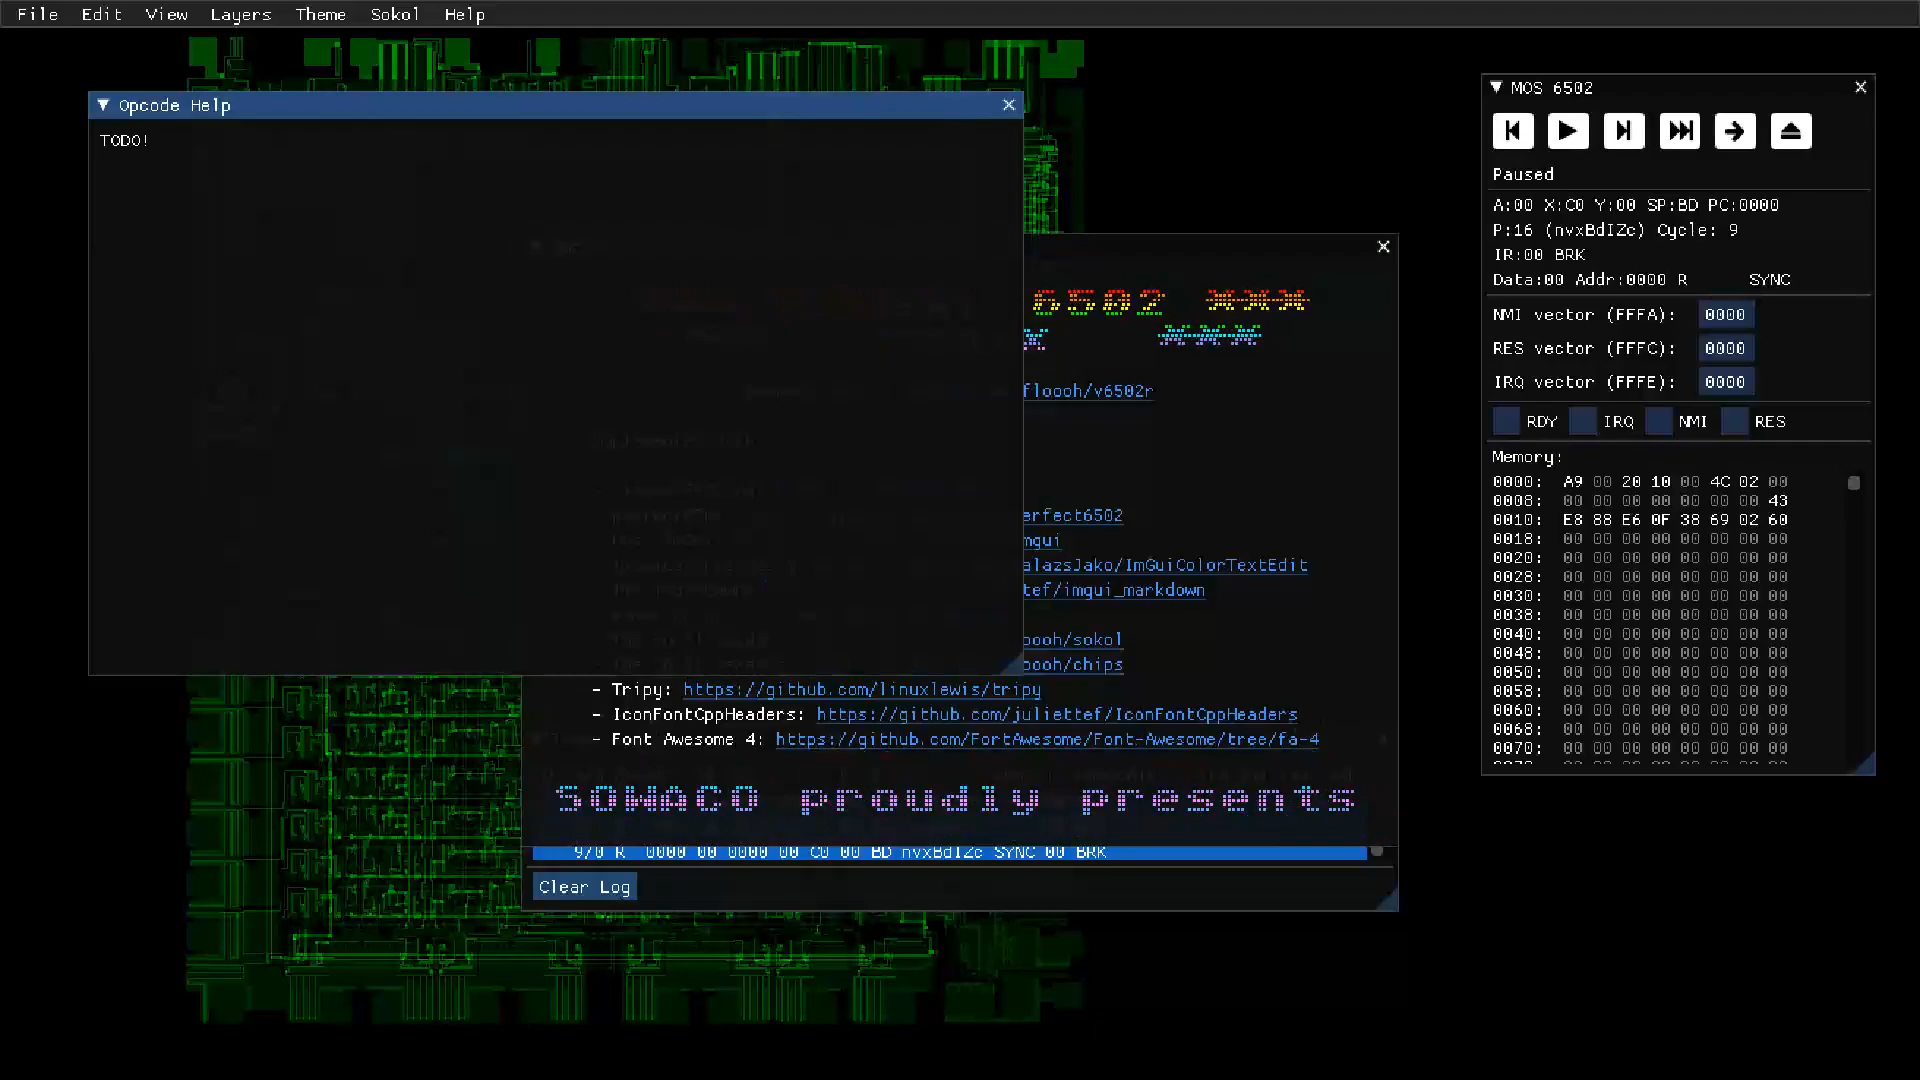 File Edit View Layers Theme Sokol Help
Opcode Help
TODO!
6502 ***
***
floooh/v6502r
erfect6502
mgui
alazsJako/ImGuiColorTextEdit
tef/imgui_markdown
oooh/sokol
oooh/chips
- Tripy: https://github.com/linuxlewis/tripy
- IconFontCppHeaders: https://github.com/juliettef/IconFontCppHeaders
- Font Awesome 4: https://github.com/FortAwesome/Font-Awesome/tree/fa-4
SOWACO proudly presents
9/0 R 0000 00 0000 00 C0 00 BD nvxBdIZc SYNC 00 BRK
Clear Log
MOS 6502
Paused
A:00 X:C0 Y:00 SP:BD PC:0000
P:16 (nvxBdIZc) Cycle: 9
IR:00 BRK
Data:00 Addr:0000 R SYNC
NMI vector (FFFA): 0000
RES vector (FFFC): 0000
IRQ vector (FFFE): 0000
RDY IRQ NMI RES
Memory:
0000: A9 00 20 10 00 4C 02 00
0008: 00 00 00 00 00 00 00 43
0010: E8 88 E6 0F 38 69 02 60
0018: 00 00 00 00 00 00 00 00
0020: 00 00 00 00 00 00 00 00
0028: 00 00 00 00 00 00 00 00
0030: 00 00 00 00 00 00 00 00
0038: 00 00 00 00 00 00 00 00
0040: 00 00 00 00 00 00 00 00
0048: 00 00 00 00 00 00 00 00
0050: 00 00 00 00 00 00 00 00
0058: 00 00 00 00 00 00 00 00
0060: 00 00 00 00 00 00 00 00
0068: 00 00 00 00 00 00 00 00
0070: 00 00 00 00 00 00 00 00